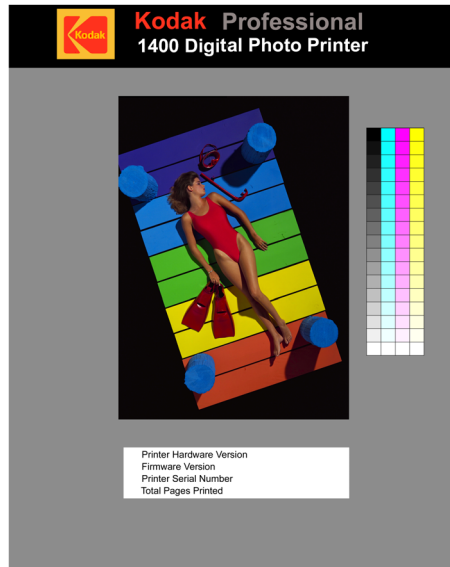 Kodak
Kodak Professional
1400 Digital Photo Printer
Printer Hardware Version
Firmware Version
Printer Serial Number
Total Pages Printed